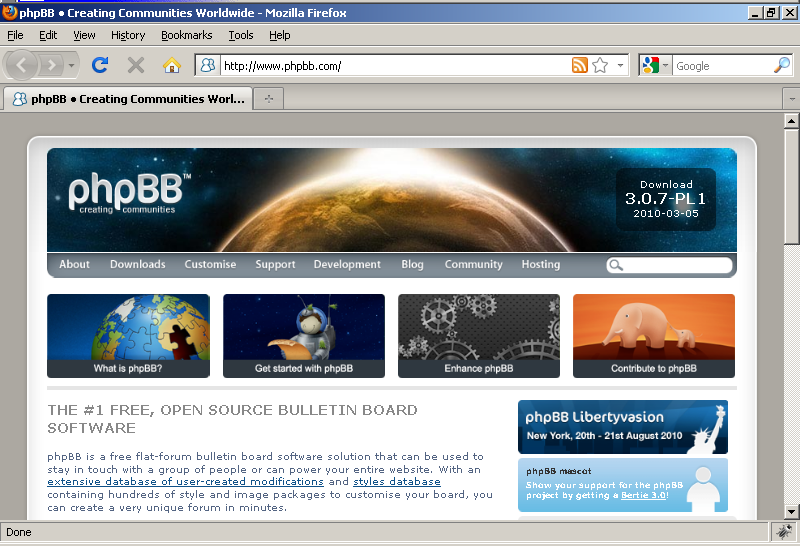 phpBB • Creating Communities Worldwide - Mozilla Firefox
File Edit View History Bookmarks Tools Help
http://www.phpbb.com/
Google
phpBB • Creating Communities Worl...
phpBB™
creating communities
Download
3.0.7-PL1
2010-03-05
About Downloads Customise Support Development Blog Community Hosting
What is phpBB?
Get started with phpBB
Enhance phpBB
Contribute to phpBB
THE #1 FREE, OPEN SOURCE BULLETIN BOARD
SOFTWARE
phpBB is a free flat-forum bulletin board software solution that can be used to
stay in touch with a group of people or can power your entire website. With an
extensive database of user-created modifications and styles database
containing hundreds of style and image packages to customise your board, you
can create a very unique forum in minutes.
phpBB Libertyvasion
New York, 20th - 21st August 2010
phpBB mascot
Show your support for the phpBB
project by getting a Bertie 3.0!
Done